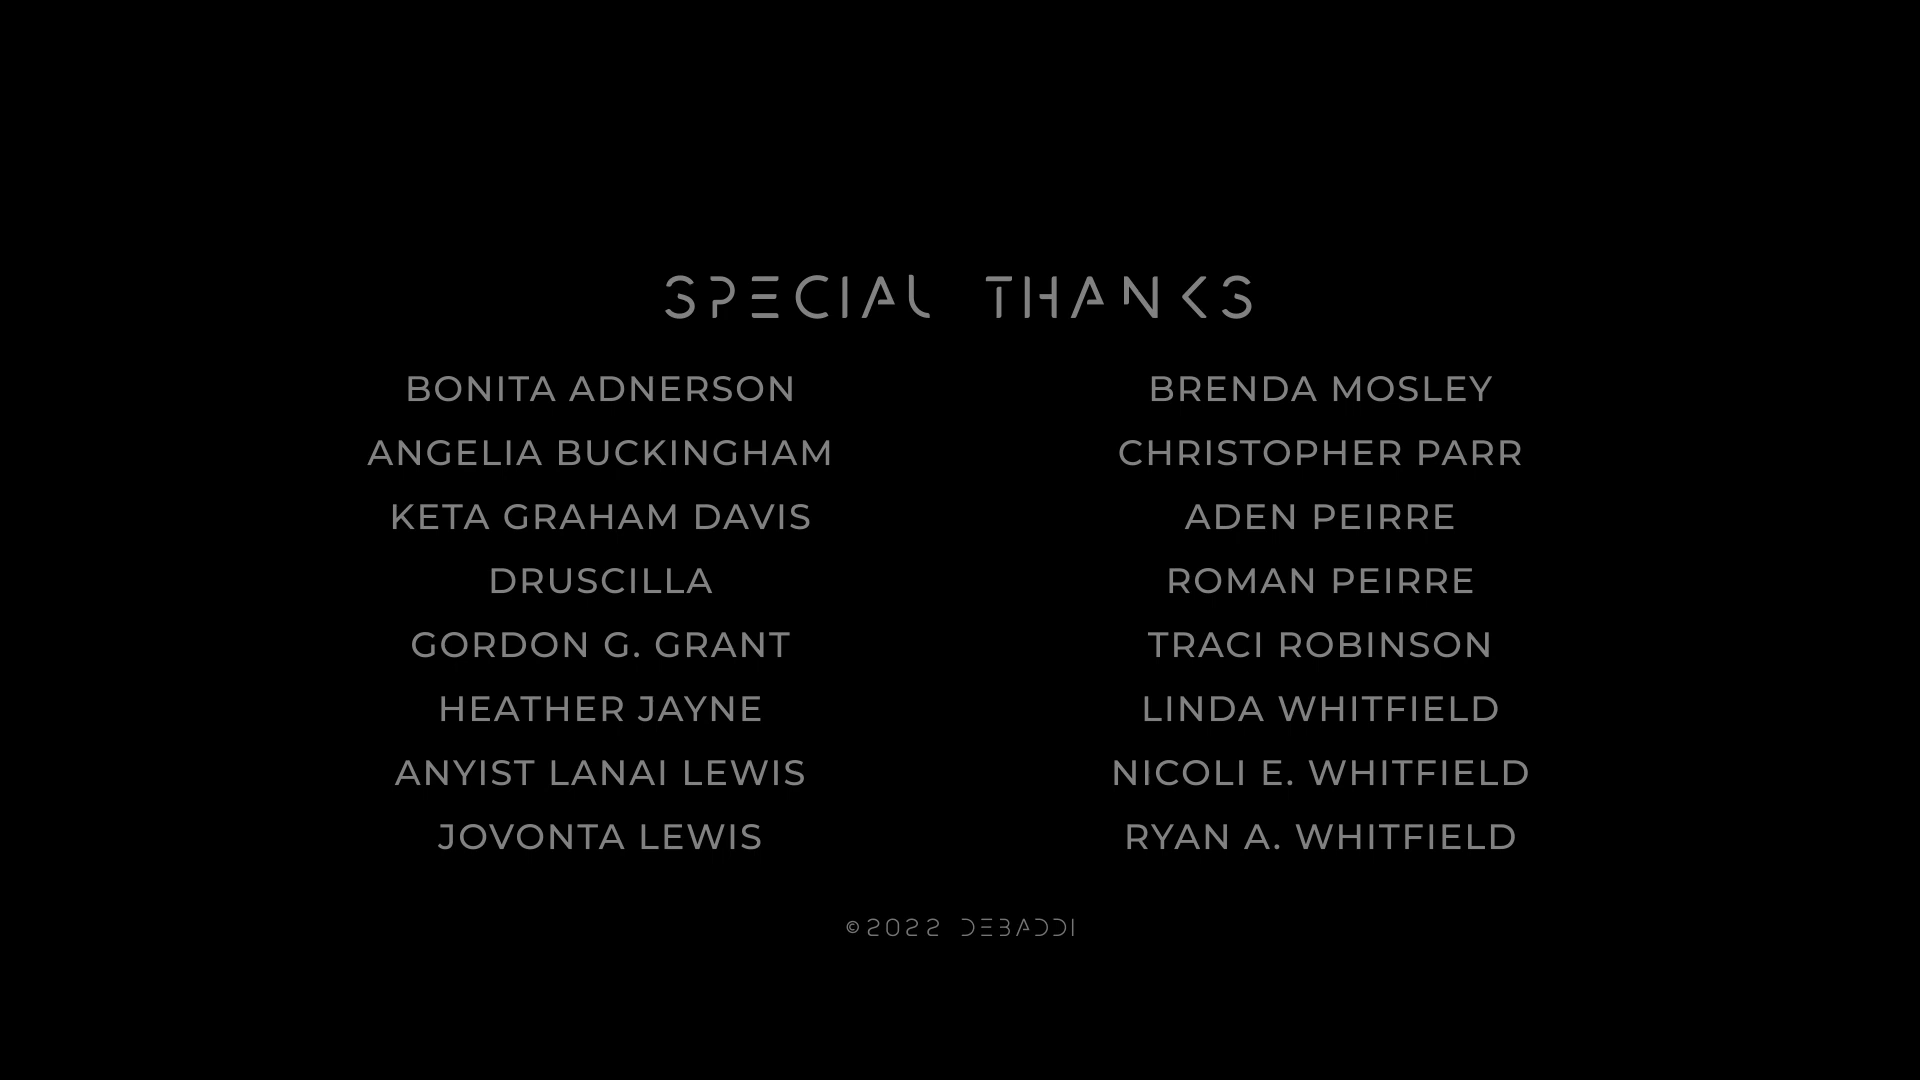 SPECIAL THANKS
BONITA ADNERSON
ANGELIA BUCKINGHAM
KETA GRAHAM DAVIS
DRUSCILLA
GORDON G. GRANT
HEATHER JAYNE
ANYIST LANAI LEWIS
JOVONTA LEWIS
BRENDA MOSLEY
CHRISTOPHER PARR
ADEN PEIRRE
ROMAN PEIRRE
TRACI ROBINSON
LINDA WHITFIELD
NICOLI E. WHITFIELD
RYAN A. WHITFIELD
©2022 DEBADDI